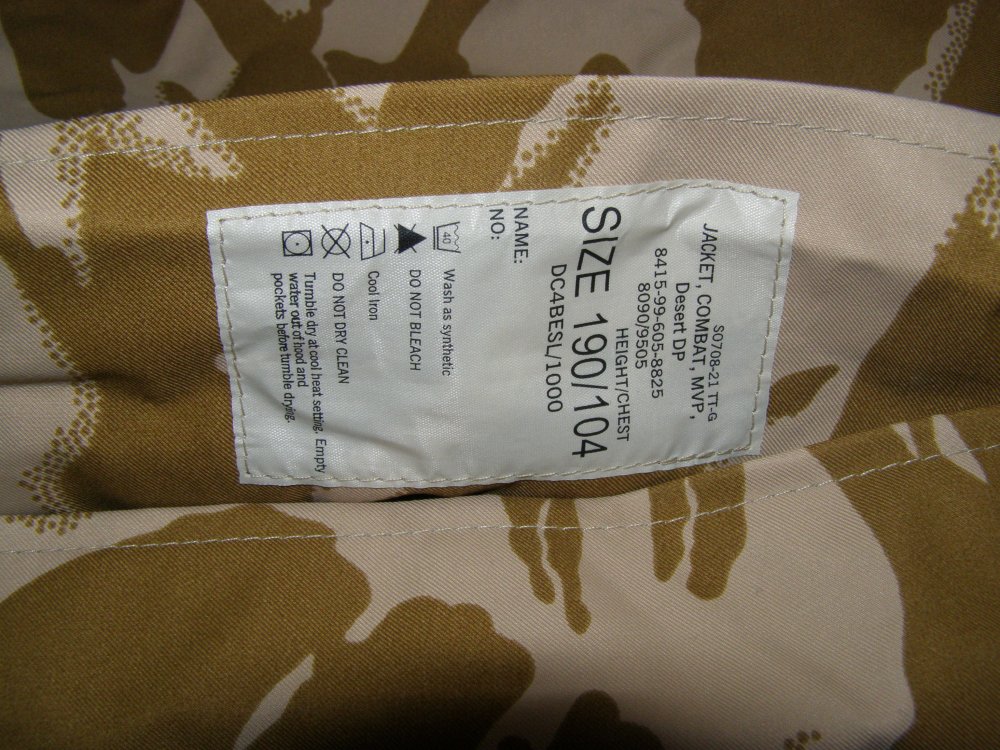 S0708-21 TT-G
JACKET, COMBAT, MVP,
Desert DP
8415-99-605-8825
8090/9505
HEIGHT/CHEST
SIZE 190/104
DC4BESL/1000
NAME:
NO:
40 Wash as synthetic
DO NOT BLEACH
Cool Iron
DO NOT DRY CLEAN
Tumble dry at cool heat setting. Empty
water out of hood and
pockets before tumble drying.